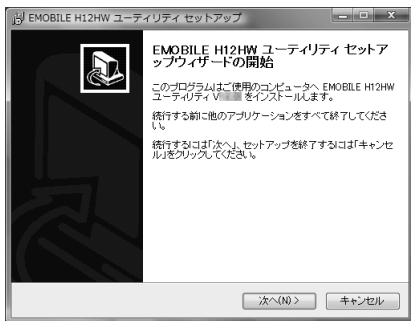 EMOBILE H12HW ユーティリティ セットアップ
EMOBILE H12HW ユーティリティ セットア
ップウィザードの開始
このプログラムはご使用のコンピュータへ EMOBILE H12HW
ユーティリティ V をインストールします。
続行する前に他のアプリケーションをすべて終了してくださ
い。
続行するには「次へ」、セットアップを終了するには「キャンセ
ル」をクリックしてください。
次へ(N) >
キャンセル